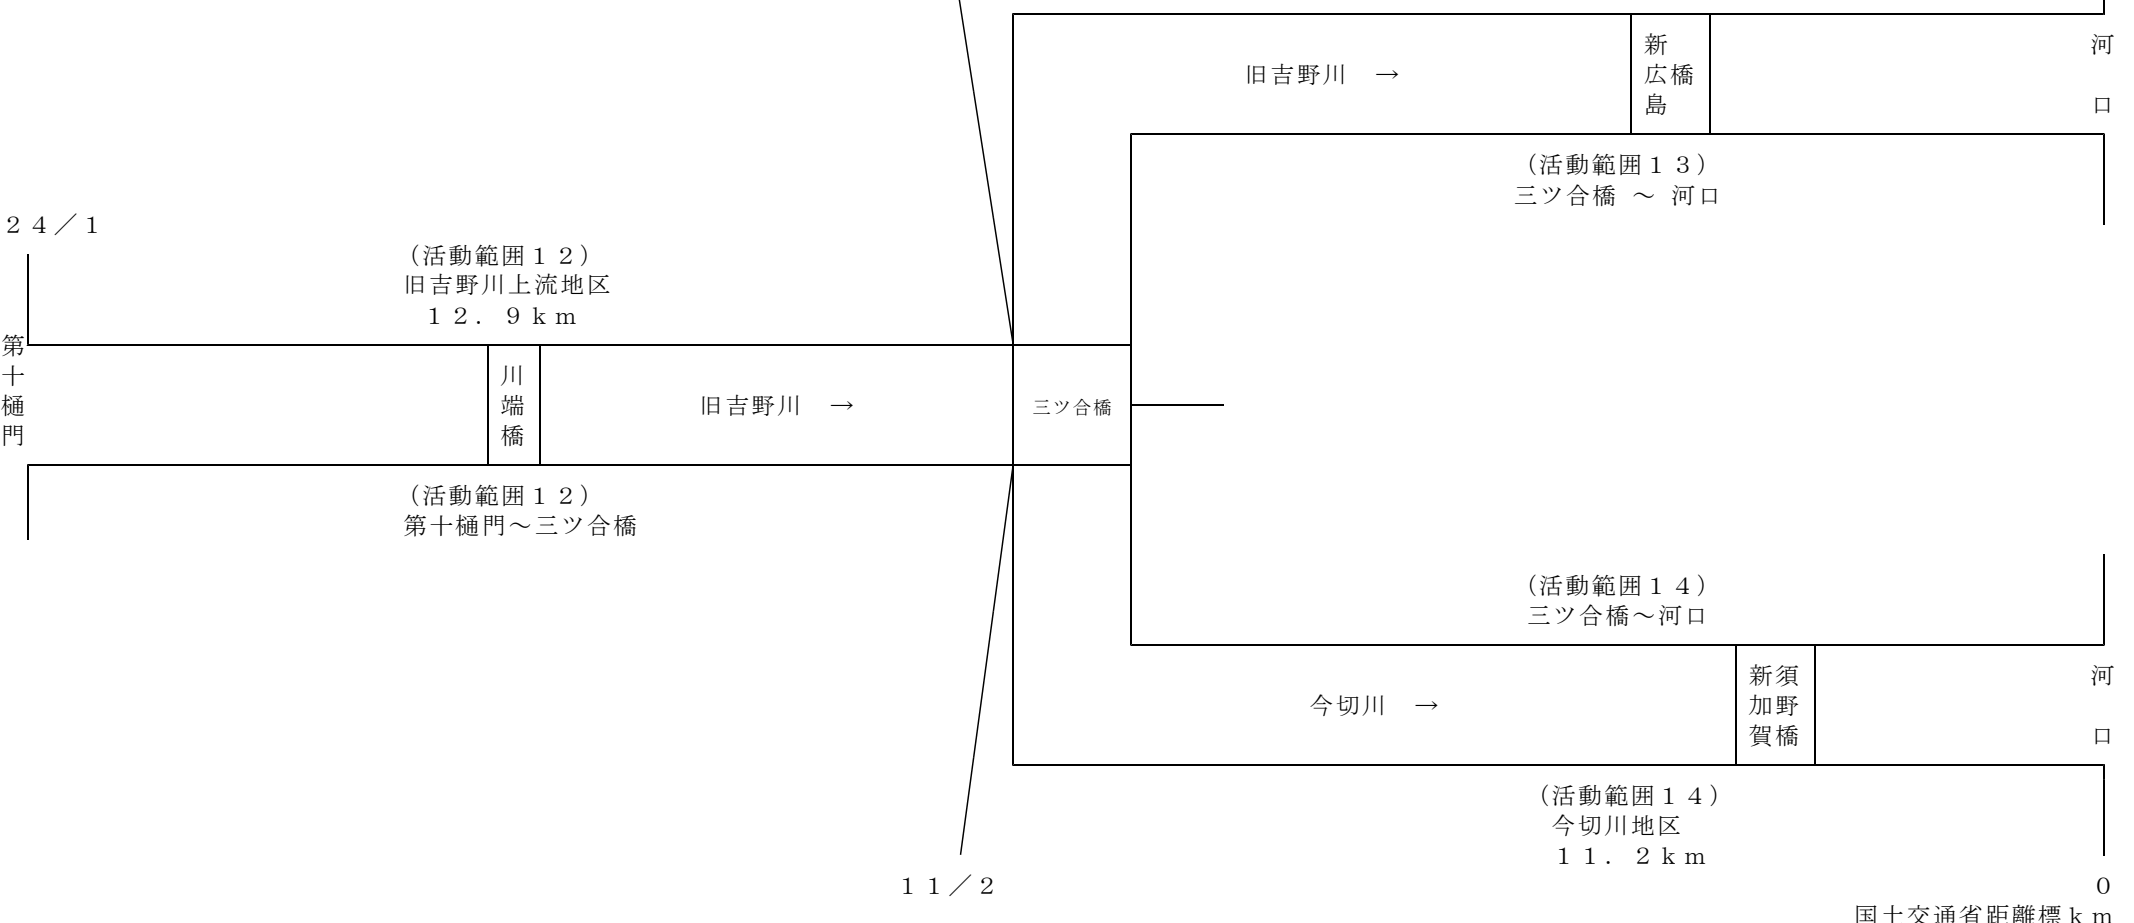 新広島橋
河口
旧吉野川　→
（活動範囲１３）
三ツ合橋 ～ 河口
２４／１
（活動範囲１２）
旧吉野川上流地区
１２．９ｋｍ
第十樋門
川端橋
旧吉野川　→
三ツ合橋
（活動範囲１２）
第十樋門～三ツ合橋
（活動範囲１４）
三ツ合橋～河口
新加賀須野橋
河口
今切川　→
（活動範囲１４）
今切川地区
１１．２ｋｍ
１１／２
０
国土交通省距離標ｋｍ